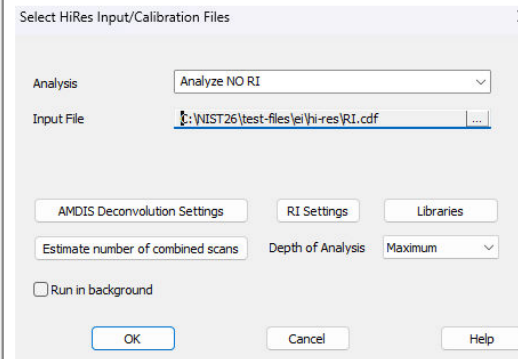 Select HiRes Input/Calibration Files
Analysis Analyze NO RI
Input File C:\NIST26\test-files\ei\hi-res\RI.cdf ...
AMDIS Deconvolution Settings RI Settings Libraries
Estimate number of combined scans Depth of Analysis Maximum
Run in background
OK Cancel Help